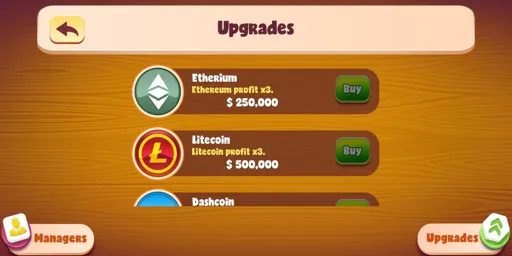 Upgrades
Etherium
Ethereum profit x3.
$ 250,000
Buy
Litecoin
Litecoin profit x3.
$ 500,000
Buy
Dashcoin
Managers
Upgrades